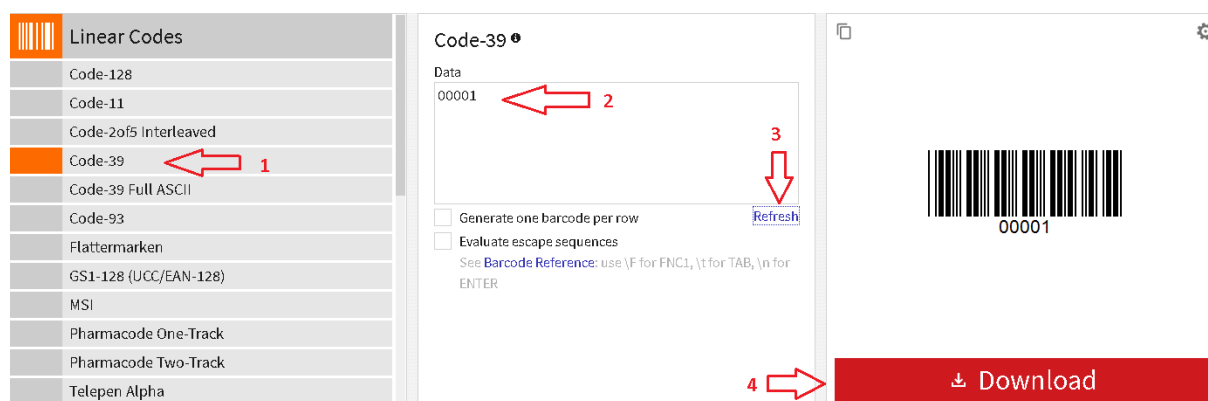 Linear Codes
Code-128
Code-11
Code-2of5 Interleaved
Code-39
1
Code-39 Full ASCII
Code-93
Flattermarken
GS1-128 (UCC/EAN-128)
MSI
Pharmacode One-Track
Pharmacode Two-Track
Telepen Alpha
Code-39
Data
00001
2
3
Generate one barcode per row
Refresh
Evaluate escape sequences
See Barcode Reference: use \F for FNC1, \t for TAB, \n for
ENTER
4
00001
Download